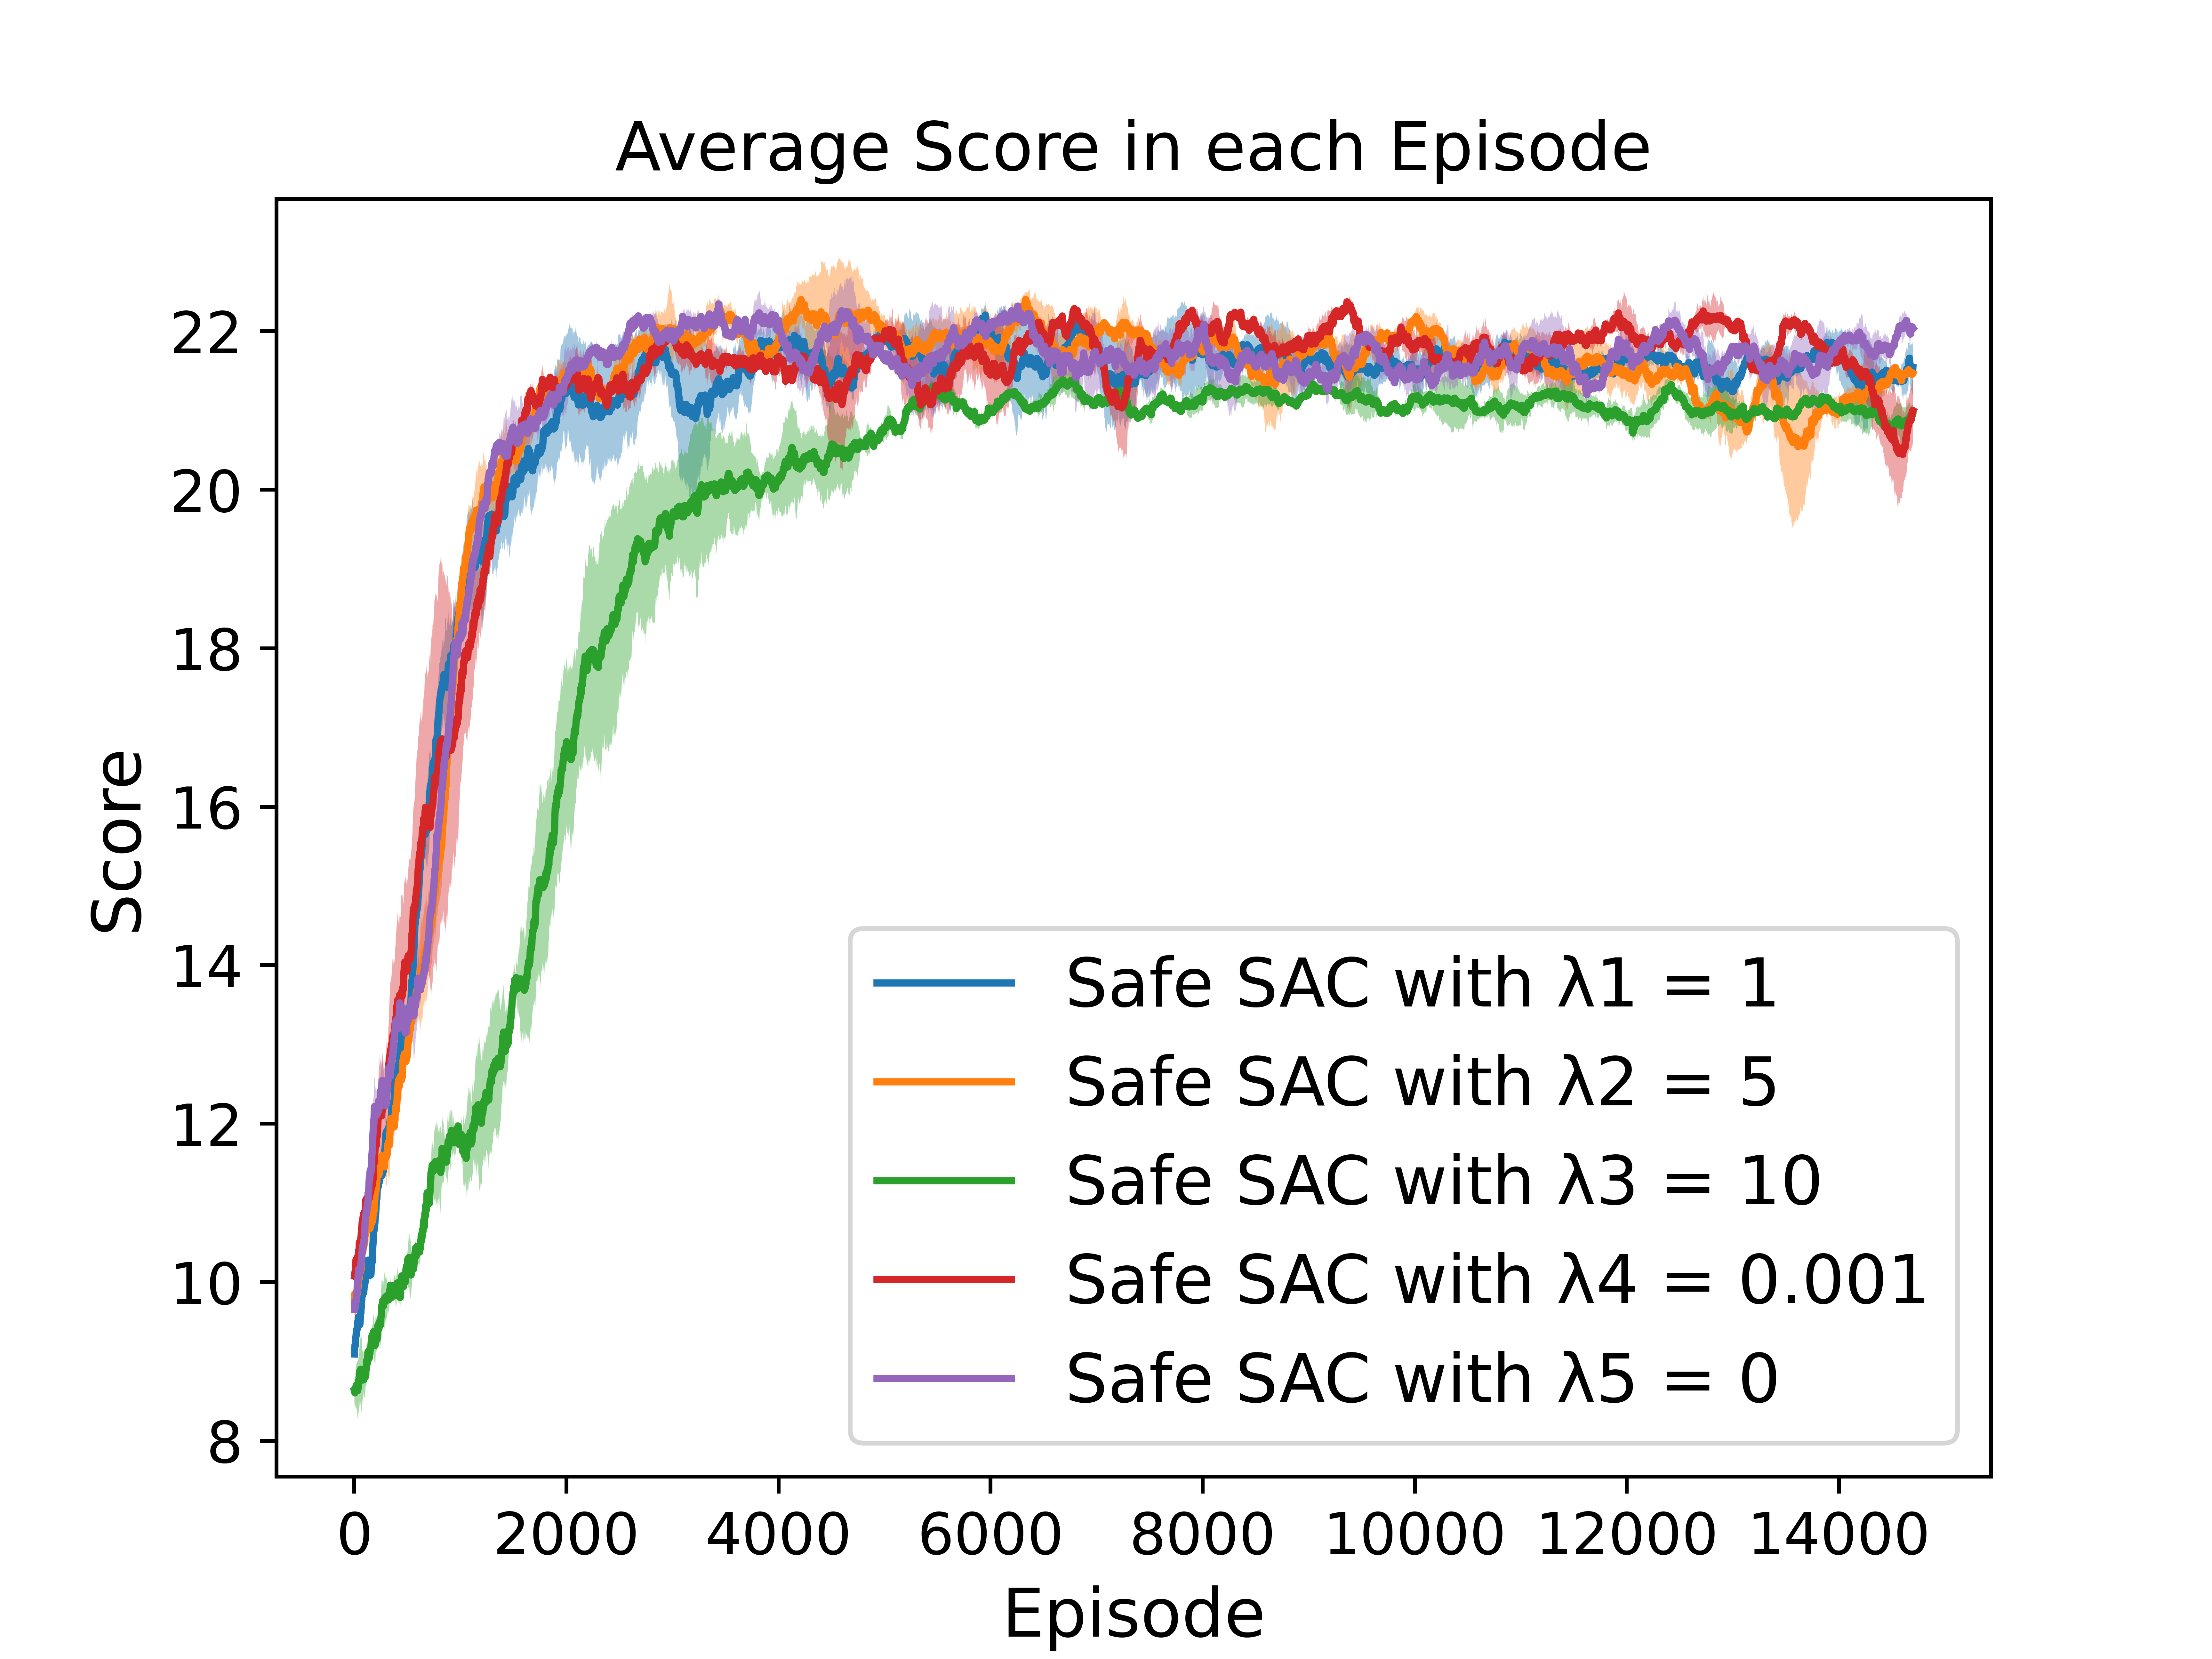 Average Score in each Episode
Score
22
20
18
16
14
12
10
8
Safe SAC with λ1 = 1
Safe SAC with λ2 = 5
Safe SAC with λ3 = 10
Safe SAC with λ4 = 0.001
Safe SAC with λ5 = 0
0 2000 4000 6000 8000 10000 12000 14000
Episode